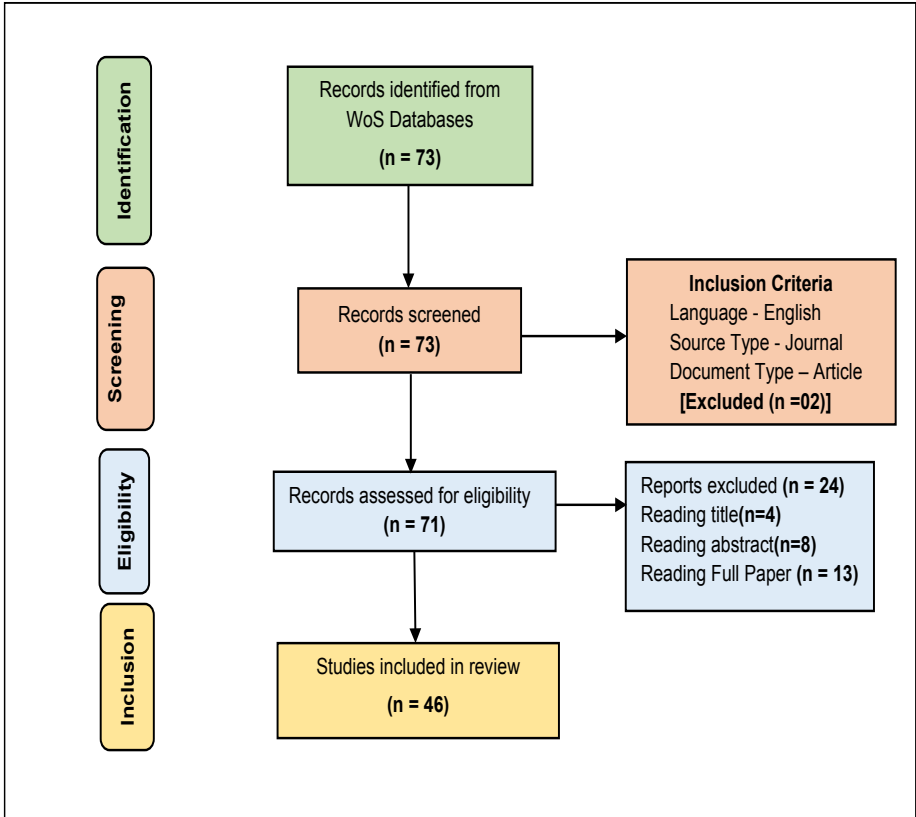 Identification
Records identified from
WoS Databases
(n = 73)
Screening
Records screened
(n = 73)
Inclusion Criteria
Language - English
Source Type - Journal
Document Type – Article
[Excluded (n =02)]
Eligibility
Records assessed for eligibility
(n = 71)
Reports excluded (n = 24)
Reading title(n=4)
Reading abstract(n=8)
Reading Full Paper (n = 13)
Inclusion
Studies included in review
(n = 46)